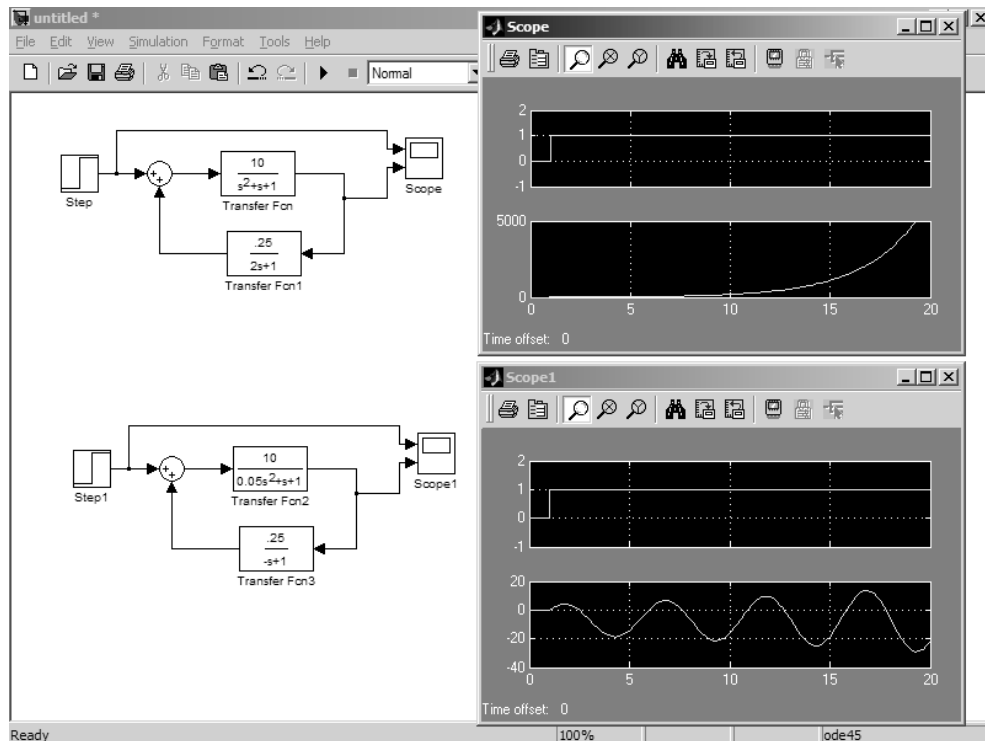 untitled *
File Edit View Simulation Format Tools Help
Normal
Step
++
10
s²+s+1
Transfer Fcn
.25
2s+1
Transfer Fcn1
Scope
Step1
++
10
0.05s²+s+1
Transfer Fcn2
.25
-s+1
Transfer Fcn3
Scope1
Scope
2
1
0
-1
5000
0
0 5 10 15 20
Time offset: 0
Scope1
2
1
0
-1
20
0
-20
-40
0 5 10 15 20
Time offset: 0
Ready 100% ode45